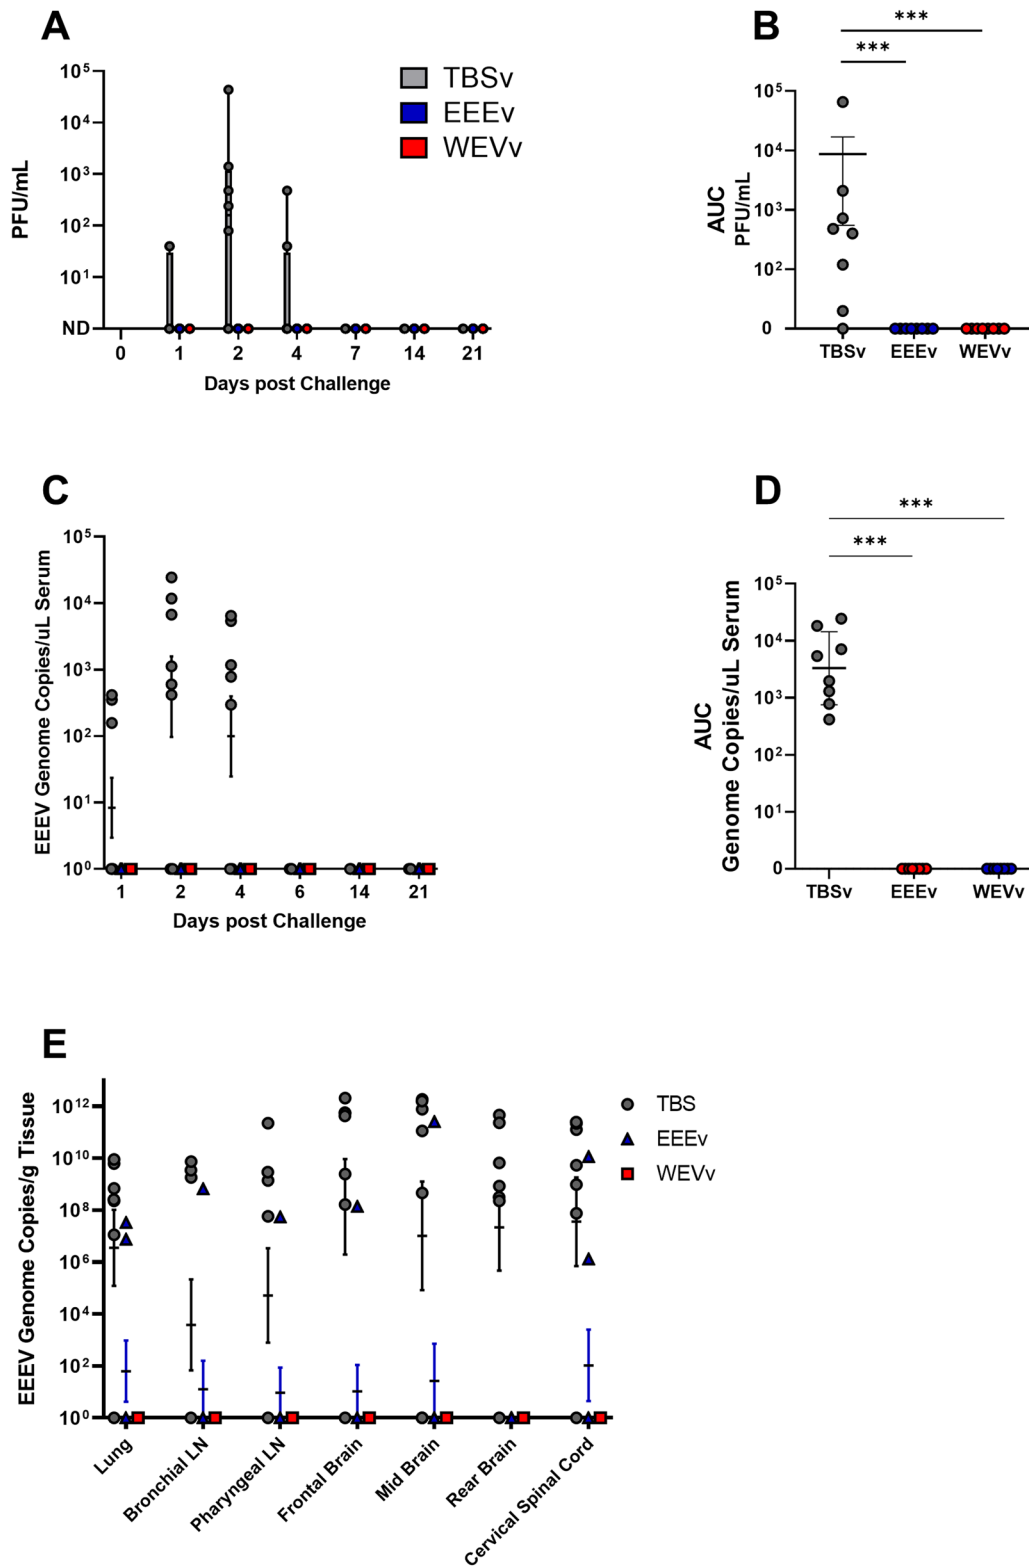 A
10⁵
10⁴
10³
10²
10¹
ND
PFU/mL
0 1 2 4 7 14 21
Days post Challenge
TBSv
EEEv
WEVv
B
***
***
10⁵
10⁴
10³
10²
0
AUC
PFU/mL
TBSv EEEv WEVv
C
10⁵
10⁴
10³
10²
10¹
10⁰
EEEV Genome Copies/uL Serum
1 2 4 6 14 21
Days post Challenge
D
***
***
10⁵
10⁴
10³
10²
10¹
0
AUC
Genome Copies/uL Serum
TBSv EEEv WEVv
E
10¹²
10¹⁰
10⁸
10⁶
10⁴
10²
10⁰
EEEV Genome Copies/g Tissue
Lung
Bronchial LN
Pharyngeal LN
Frontal Brain
Mid Brain
Rear Brain
Cervical Spinal Cord
TBS
EEEv
WEVv